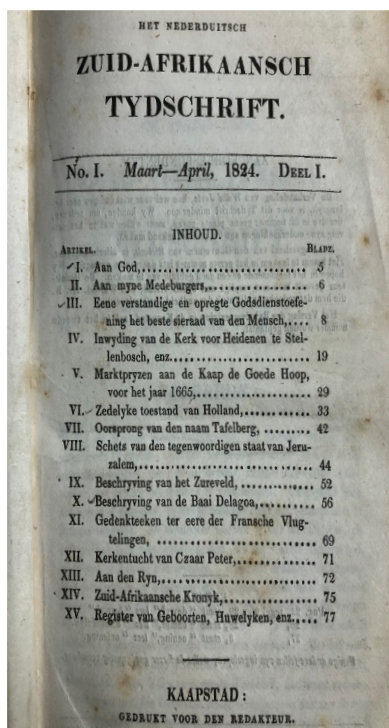 HET NEDERDUITSCH
ZUID-AFRIKAANSCH
TYDSCHRIFT.
No. I. Maart—April, 1824. DEEL I.
INHOUD.
ARTIKEL. BLADZ.
I. Aan God,................................. 5
II. Aan myne Medeburgers,................... 6
III. Eene verstandige en opregte Godsdienstoefe-
ning het beste sieraad van den Mensch,.... 8
IV. Inwyding van de Kerk voor Heidenen te Stel-
lenbosch, enz......................... 19
V. Marktpryzen aan de Kaap de Goede Hoop,
voor het jaar 1665,................... 29
VI. Zedelyke toestand van Holland,............ 33
VII. Oorsprong van den naam Tafelberg, ........ 42
VIII. Schets van den tegenwoordigen staat van Jeru-
zalem,............................... 44
IX. Beschryving van het Zureveld, ............ 52
X. Beschryving van de Baai Delagoa,.......... 56
XI. Gedenkteeken ter eere der Fransche Vlug-
telingen, ............................ 69
XII. Kerkentucht van Czaar Peter,............. 71
XIII. Aan den Ryn,............................ 72
XIV. Zuid-Afrikaansche Kronyk,............... 75
XV. Register van Geboorten, Huwelyken, enz..... 77
KAAPSTAD:
GEDRUKT VOOR DEN REDAKTEUR.